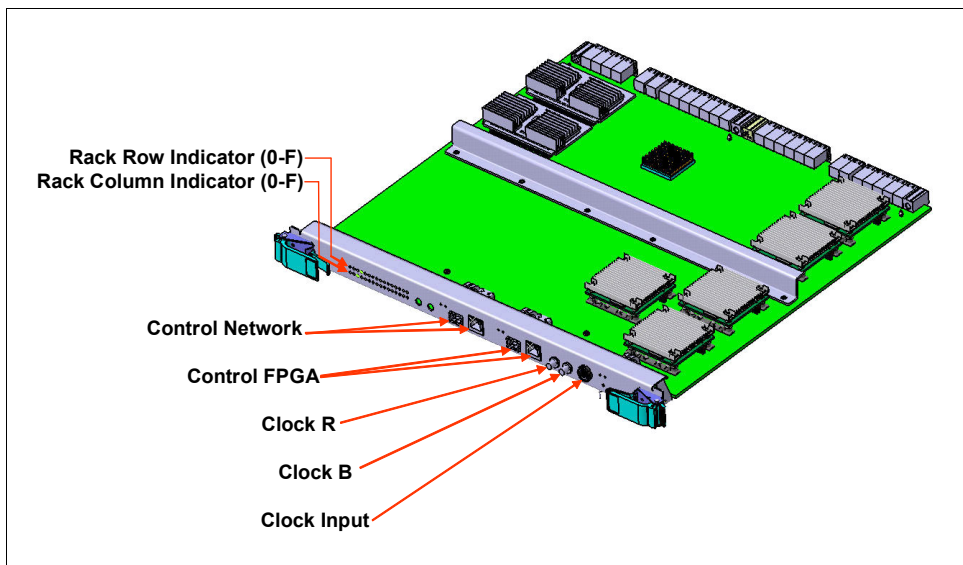 Rack Row Indicator (0-F)
Rack Column Indicator (0-F)
Control Network
Control FPGA
Clock R
Clock B
Clock Input